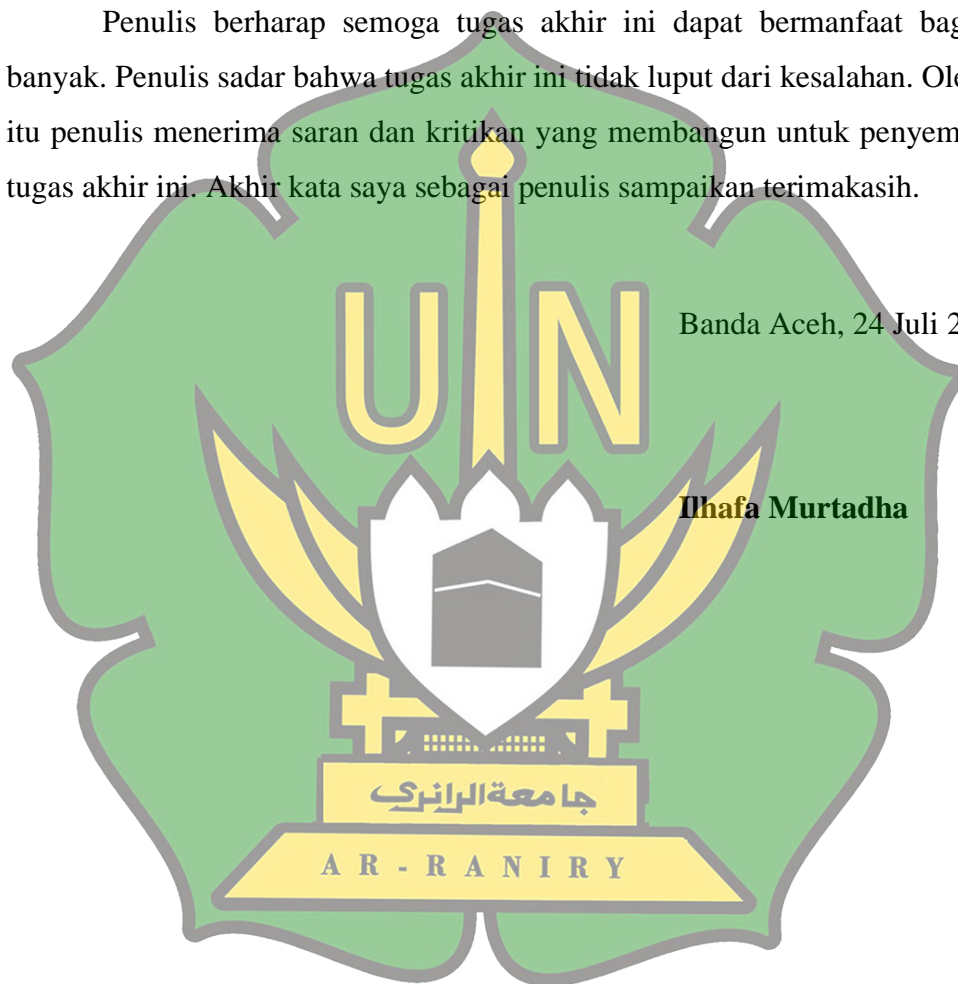 Penulis berharap semoga tugas akhir ini dapat bermanfaat bag
banyak. Penulis sadar bahwa tugas akhir ini tidak luput dari kesalahan. Ole
itu penulis menerima saran dan kritikan yang membangun untuk penyem
tugas akhir ini. Akhir kata saya sebagai penulis sampaikan terimakasih.
Banda Aceh, 24 Juli 2
UIN
Ilhafa Murtadha
جامعة الرانري
AR-RANIRY